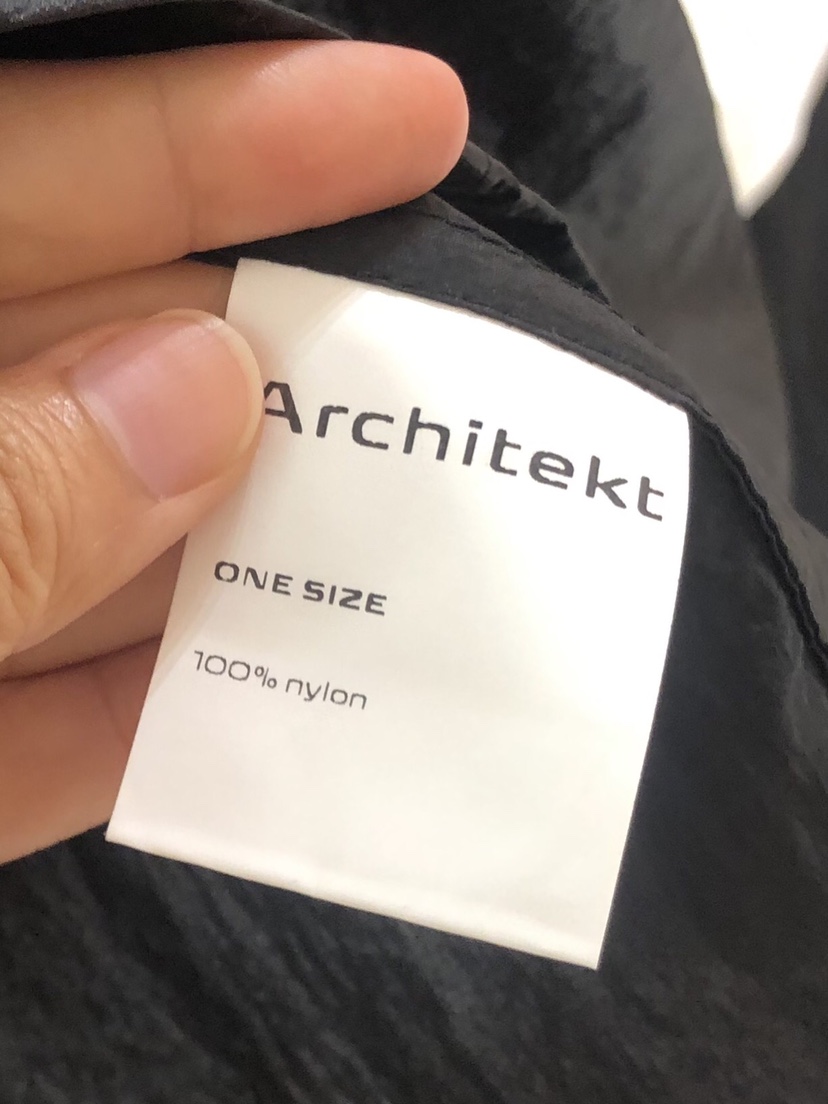 Architekt
ONE SIZE
100% nylon